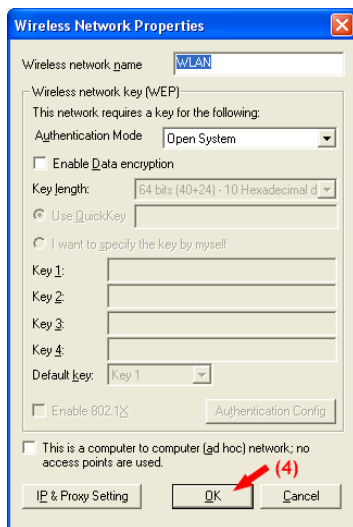 Wireless Network Properties
Wireless network name WLAN
Wireless network key (WEP)
This network requires a key for the following:
Authentication Mode Open System
Enable Data encryption
Key length: 64 bits (40+24) - 10 Hexadecimal d
Use QuickKey
I want to specify the key by myself
Key 1:
Key 2:
Key 3:
Key 4:
Default key: Key 1
Enable 802.1X Authentication Config
This is a computer to computer (ad hoc) network; no
access points are used.
(4)
IP & Proxy Setting OK Cancel